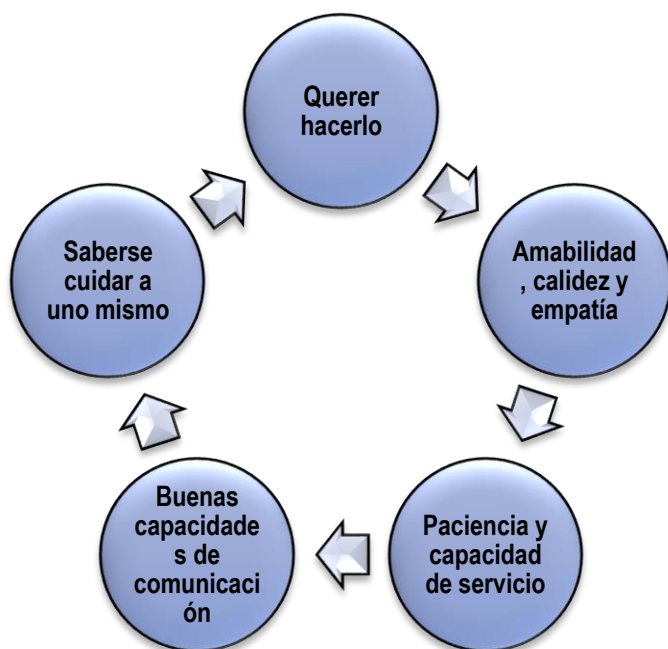 Querer
hacerlo
Amabilidad
, calidez y
empatía
Paciencia y
capacidad
de servicio
Buenas
capacidade
s de
comunicaci
ón
Saberse
cuidar a
uno mismo